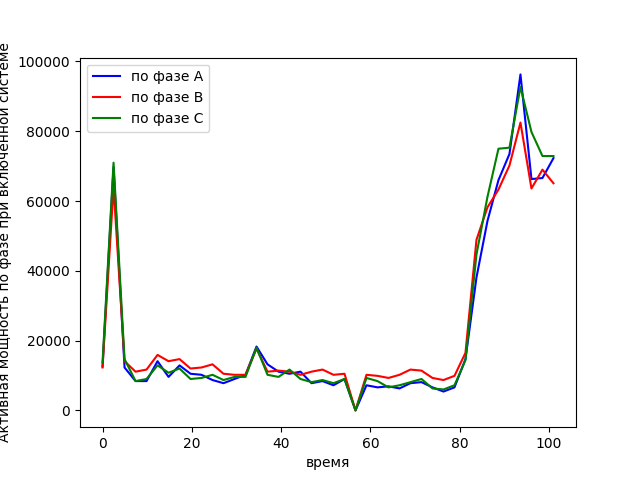 100000
80000
60000
40000
20000
0
Активная мощность по фазе при включенной системе
по фазе A
по фазе B
по фазе C
0 20 40 60 80 100
время